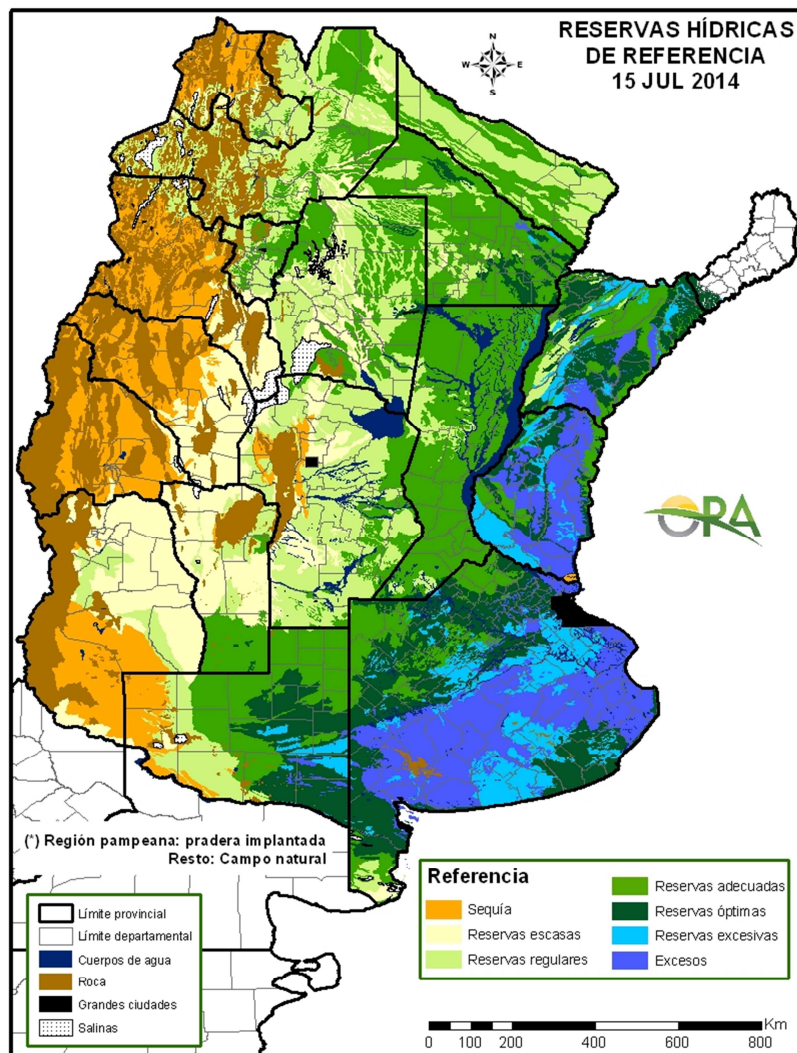 RESERVAS HÍDRICAS
DE REFERENCIA
15 JUL 2014
N
W E
S
ORA
(*) Región pampeana: pradera implantada
Resto: Campo natural
Límite provincial
Límite departamental
Cuerpos de agua
Roca
Grandes ciudades
Salinas
Referencia
Sequía
Reservas escasas
Reservas regulares
Reservas adecuadas
Reservas óptimas
Reservas excesivas
Excesos
Km
0 100 200 400 600 800